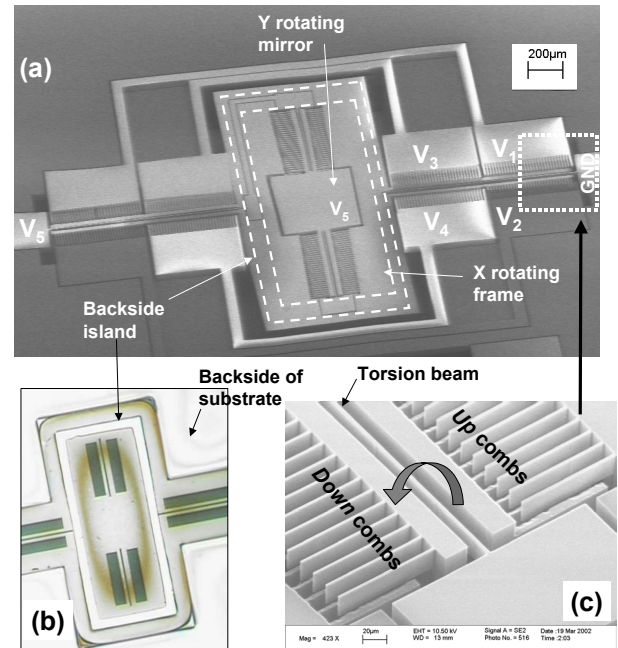 (a)
Y rotating
mirror
200µm
V3
V1
GND
V5
V5
V4
V2
X rotating
frame
Backside
island
Backside of
substrate
Torsion beam
Up combs
Down combs
(b)
(c)
Mag = 423 X
20µm
EHT = 10.50 kV
WD = 13 mm
Signal A = SE2
Photo No. = 516
Date :19 Mar 2002
Time :2:03